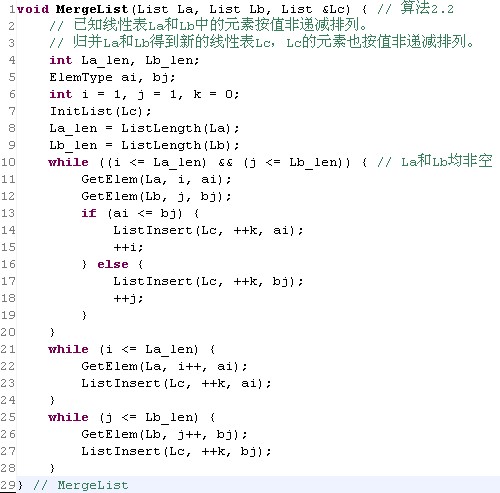 1 void MergeList(List La, List Lb, List &Lc) { // 算法2.2
2     // 已知线性表La和Lb中的元素按值非递减排列。
3     // 归并La和Lb得到新的线性表Lc，Lc的元素也按值非递减排列。
4     int La_len, Lb_len;
5     ElemType ai, bj;
6     int i = 1, j = 1, k = 0;
7     InitList(Lc);
8     La_len = ListLength(La);
9     Lb_len = ListLength(Lb);
10     while ((i <= La_len) && (j <= Lb_len)) { // La和Lb均非空
11         GetElem(La, i, ai);
12         GetElem(Lb, j, bj);
13         if (ai <= bj) {
14             ListInsert(Lc, ++k, ai);
15             ++i;
16         } else {
17             ListInsert(Lc, ++k, bj);
18             ++j;
19         }
20     }
21     while (i <= La_len) {
22         GetElem(La, i++, ai);
23         ListInsert(Lc, ++k, ai);
24     }
25     while (j <= Lb_len) {
26         GetElem(Lb, j++, bj);
27         ListInsert(Lc, ++k, bj);
28     }
29 } // MergeList